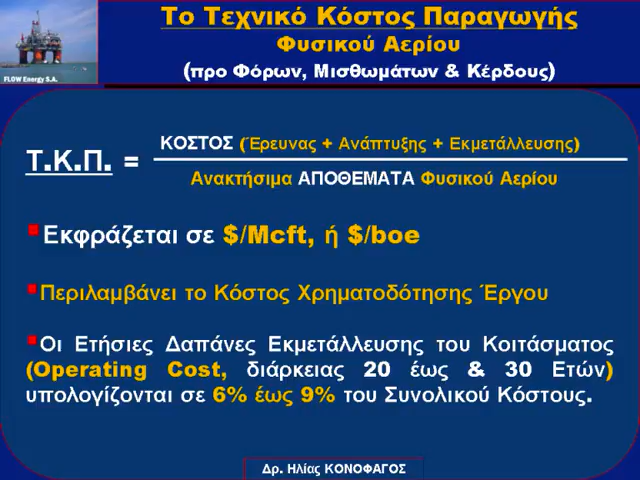 Το Τεχνικό Κόστος Παραγωγής
Φυσικού Αερίου
(προ Φόρων, Μισθωμάτων & Κέρδους)
FLOW Energy S.A.
Τ.Κ.Π. =
ΚΟΣΤΟΣ (Έρευνας + Ανάπτυξης + Εκμετάλλευσης)
Ανακτήσιμα ΑΠΟΘΕΜΑΤΑ Φυσικού Αερίου
Εκφράζεται σε $/Mcft, ή $/boe
Περιλαμβάνει το Κόστος Χρηματοδότησης Έργου
Οι Ετήσιες Δαπάνες Εκμετάλλευσης του Κοιτάσματος
(Operating Cost, διάρκειας 20 έως & 30 Ετών)
υπολογίζονται σε 6% έως 9% του Συνολικού Κόστους.
Δρ. Ηλίας ΚΟΝΟΦΑΓΟΣ